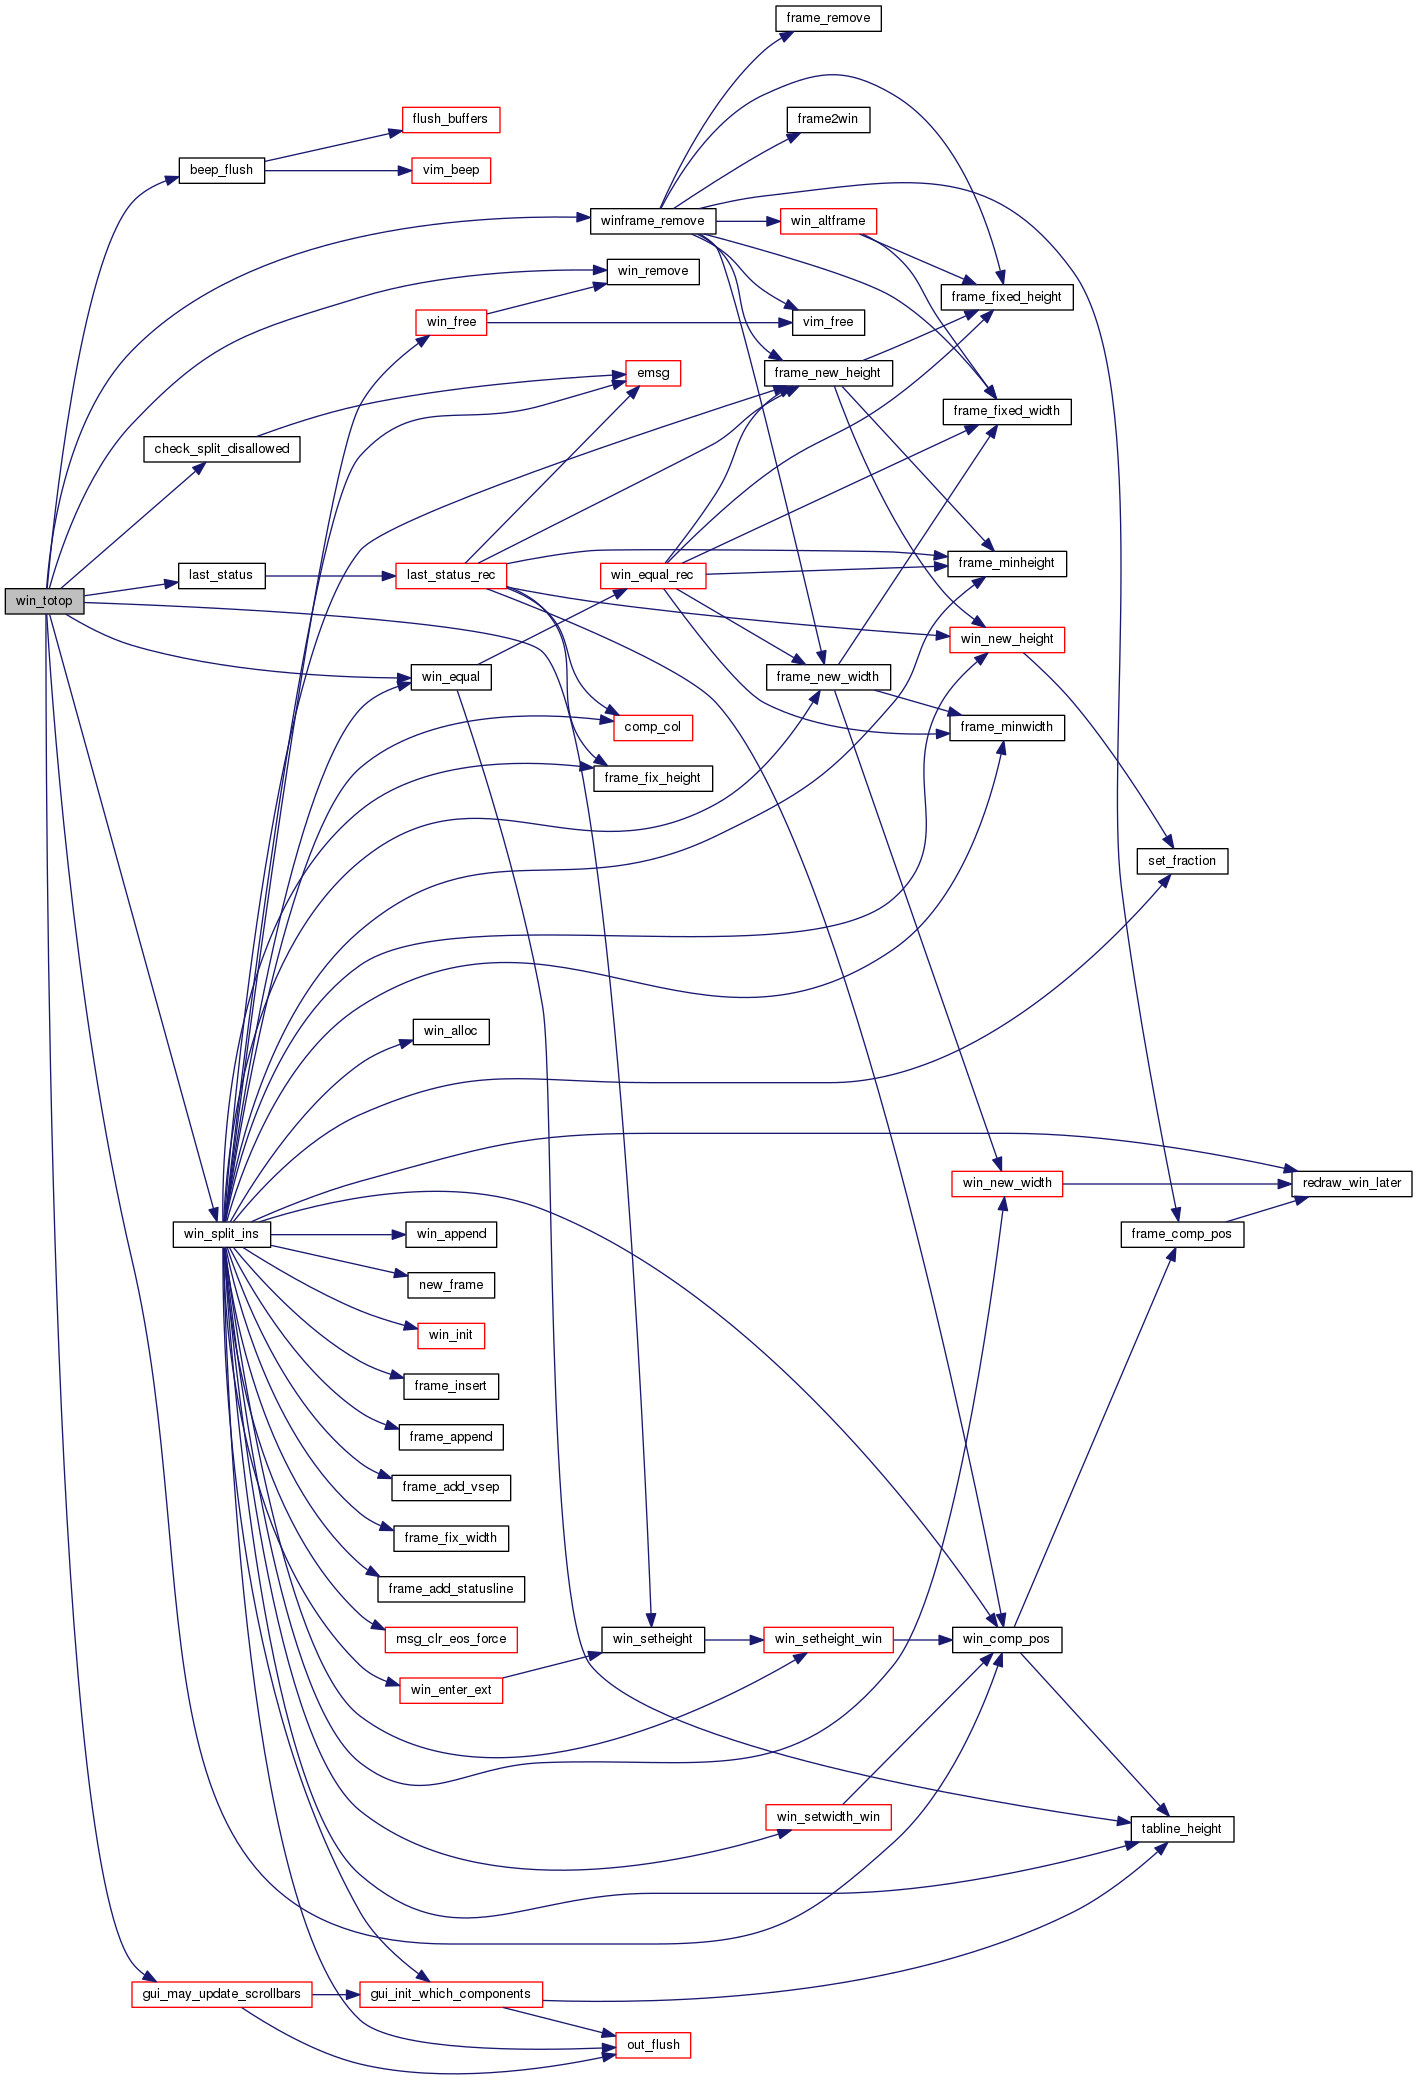 frame_remove
flush_buffers
frame2win
beep_flush
vim_beep
winframe_remove
win_altframe
win_remove
frame_fixed_height
win_free
vim_free
emsg
frame_new_height
frame_fixed_width
check_split_disallowed
last_status
last_status_rec
win_equal_rec
frame_minheight
win_totop
win_new_height
win_equal
frame_new_width
comp_col
frame_minwidth
frame_fix_height
set_fraction
win_alloc
win_new_width
redraw_win_later
win_split_ins
win_append
frame_comp_pos
new_frame
win_init
frame_insert
frame_append
frame_add_vsep
frame_fix_width
frame_add_statusline
msg_clr_eos_force
win_setheight
win_setheight_win
win_comp_pos
win_enter_ext
win_setwidth_win
tabline_height
gui_may_update_scrollbars
gui_init_which_components
out_flush